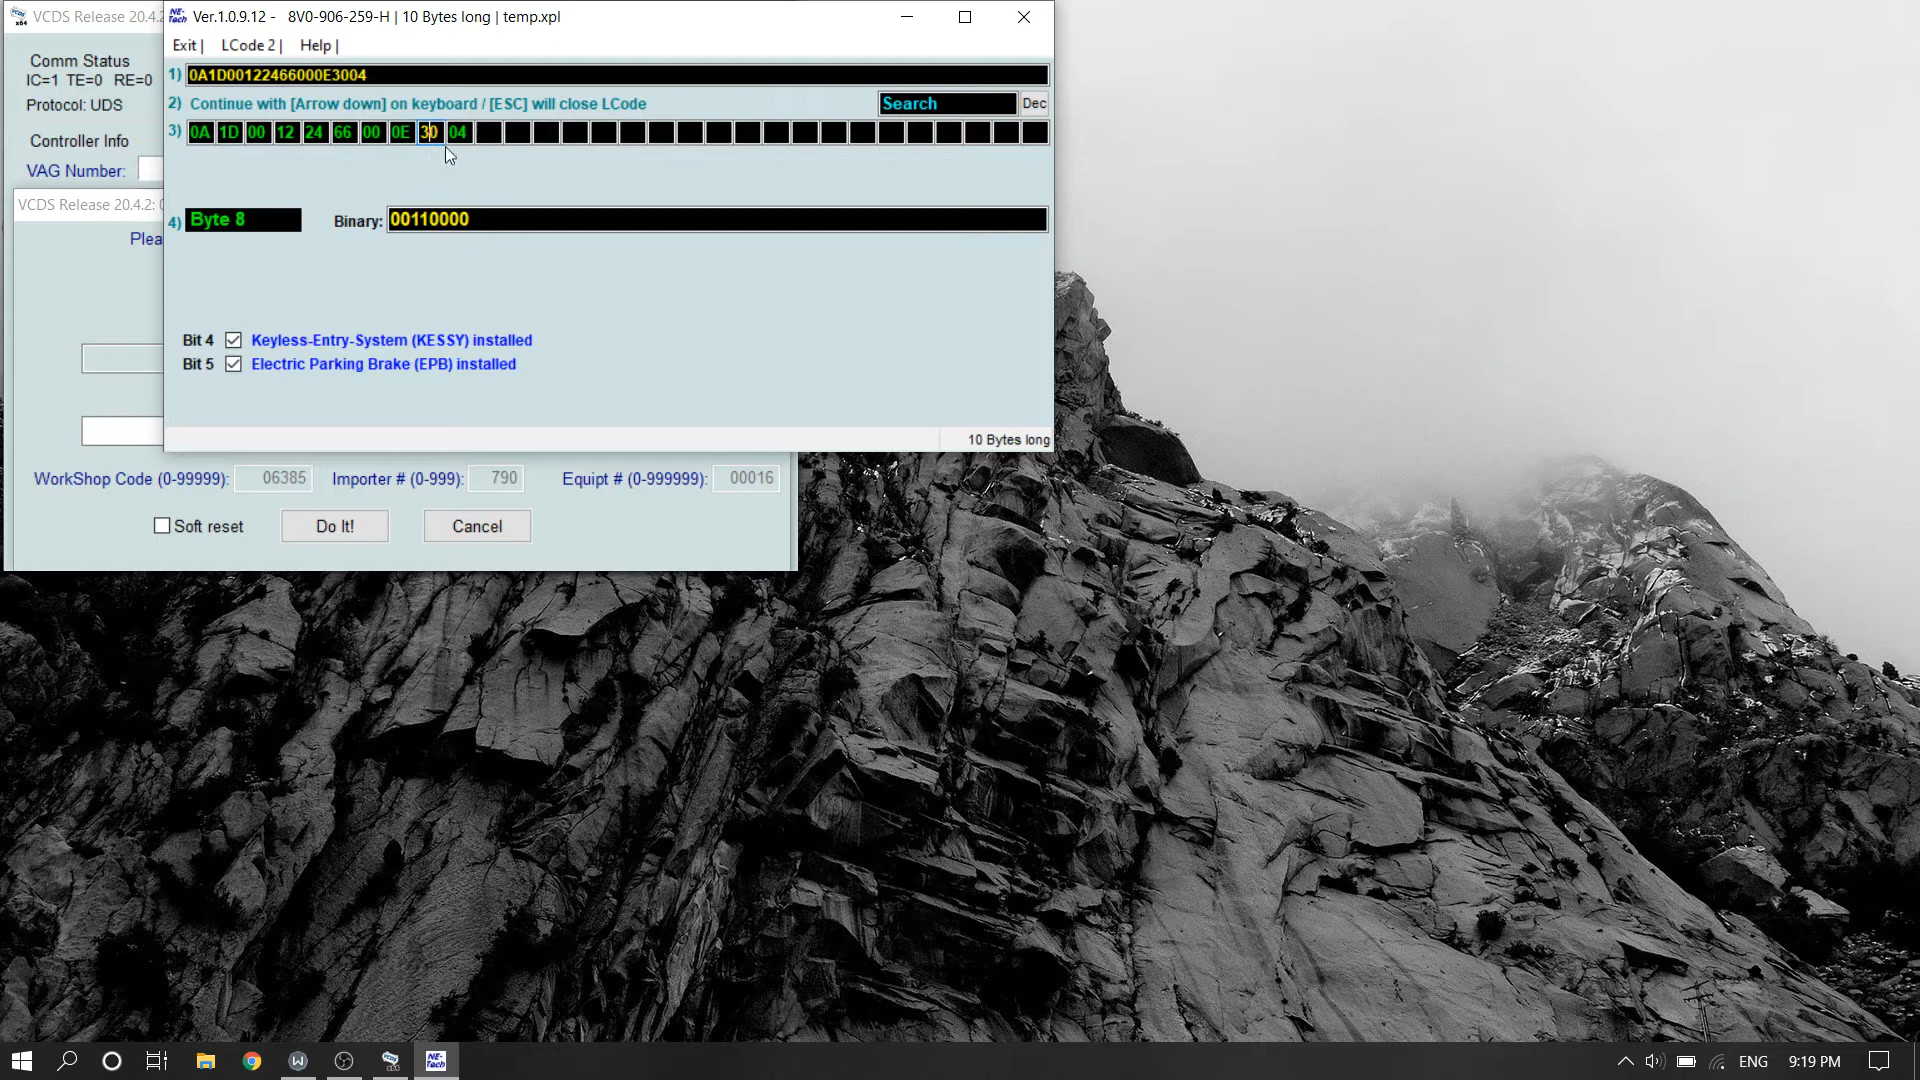 VCDS Release 20.4.2
NE-Tech Ver.1.0.9.12 - 8V0-906-259-H | 10 Bytes long | temp.xpl
Exit | LCode 2 | Help |
Comm Status
IC=1 TE=0 RE=0
Protocol: UDS
Controller Info
VAG Number:
1) 0A1D00122466000E3004
2) Continue with [Arrow down] on keyboard / [ESC] will close LCode Search Dec
3) 0A 1D 00 12 24 66 00 0E 30 04
VCDS Release 20.4.2:
Plea
4) Byte 8 Binary: 00110000
Bit 4 Keyless-Entry-System (KESSY) installed
Bit 5 Electric Parking Brake (EPB) installed
10 Bytes long
WorkShop Code (0-99999): 06385 Importer # (0-999): 790 Equipt # (0-999999): 00016
Soft reset Do It! Cancel
NE-Tech
ENG 9:19 PM